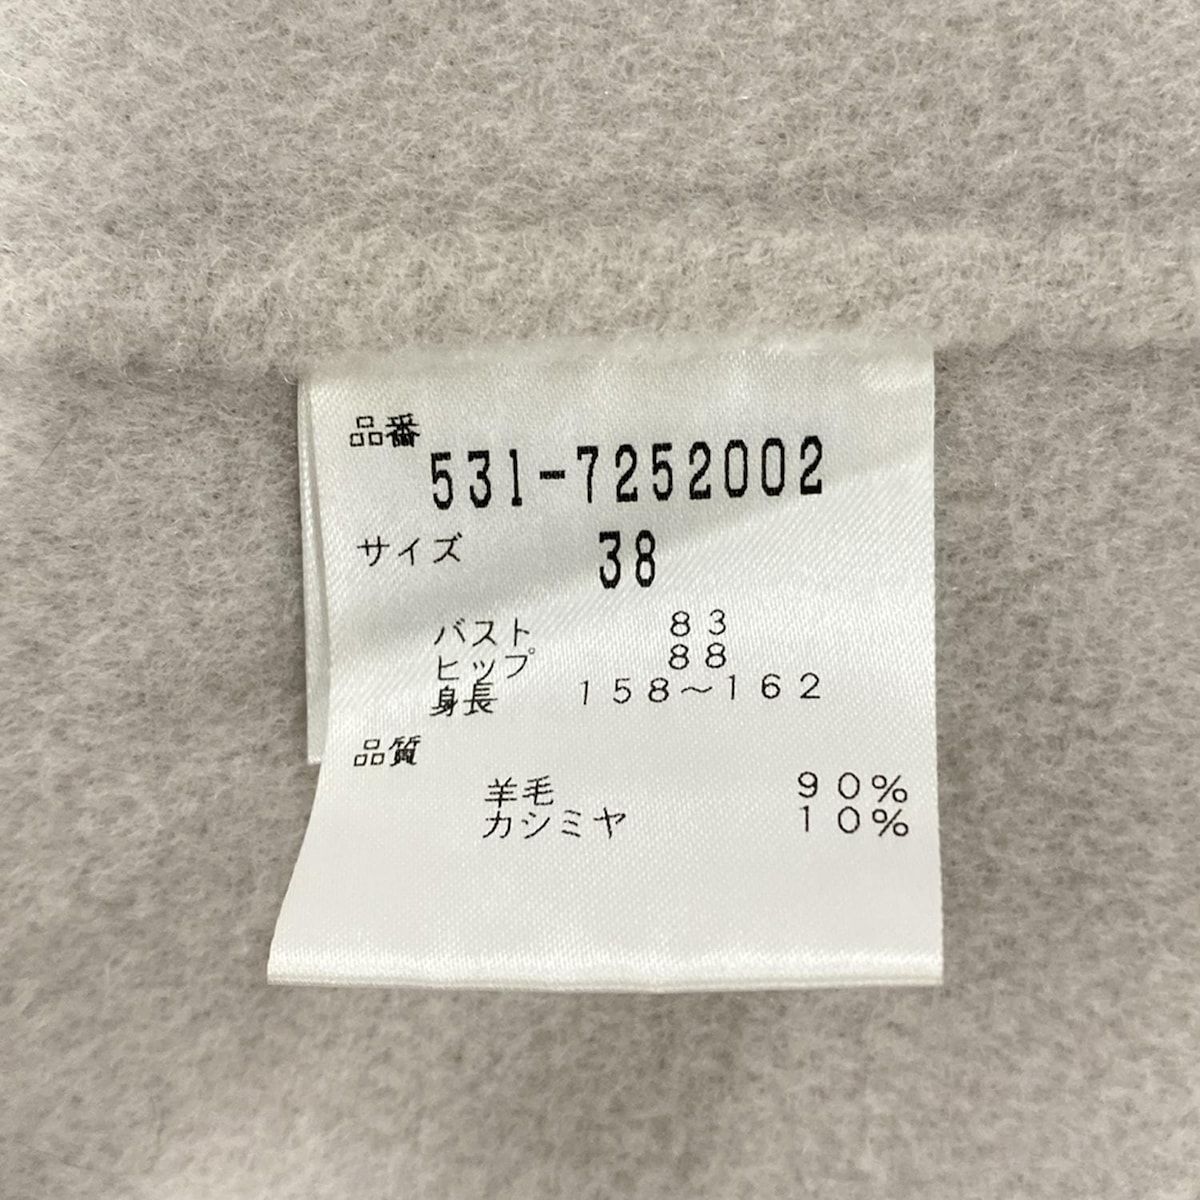 品番
531-7252002
サイズ 38
バスト 83
ヒップ 88
身長 158～162
品質
羊毛 90%
カシミヤ 10%